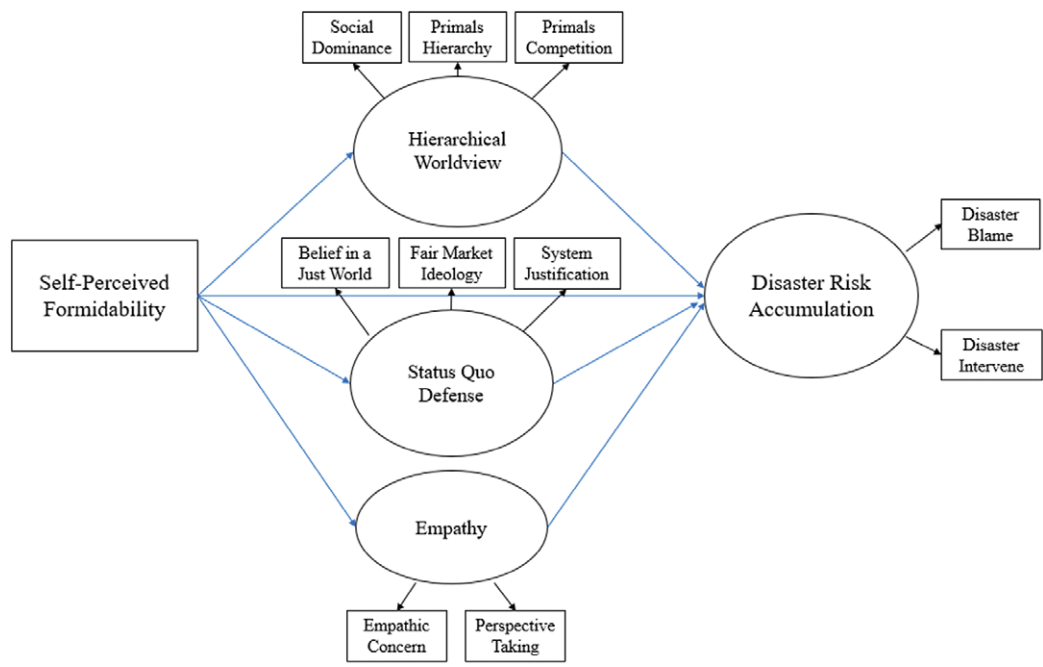 Social
Dominance
Primals
Hierarchy
Primals
Competition
Hierarchical
Worldview
Belief in a
Just World
Fair Market
Ideology
System
Justification
Self-Perceived
Formidability
Status Quo
Defense
Disaster Risk
Accumulation
Disaster
Blame
Disaster
Intervene
Empathy
Empathic
Concern
Perspective
Taking